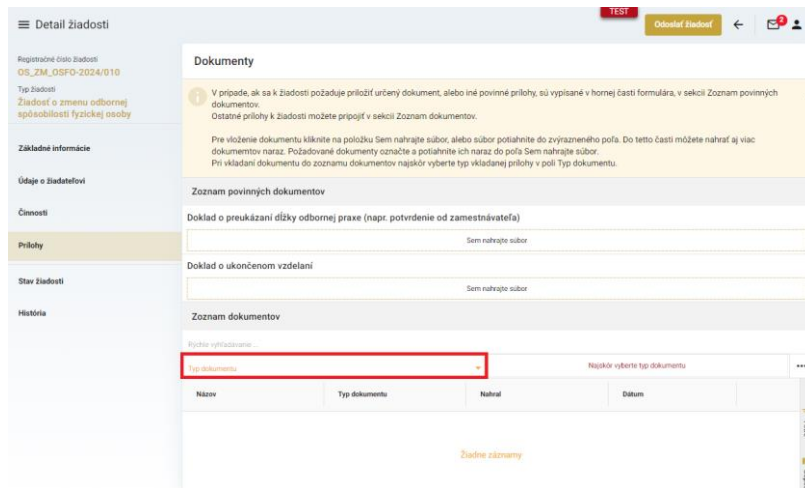 TEST
Detail žiadosti
Odoslať žiadosť
2
Registračné číslo žiadosti
OS_ZM_OSFO-2024/010
Typ žiadosti
Žiadosť o zmenu odbornej
spôsobilosti fyzickej osoby
Základné informácie
Údaje o žiadateľovi
Činnosti
Prílohy
Stav žiadosti
História
Dokumenty
V prípade, ak sa k žiadosti požaduje priložiť určený dokument, alebo iné povinné prílohy, sú vypísané v hornej časti formulára, v sekcii Zoznam povinných
dokumentov.
Ostatné prílohy k žiadosti možete pripojiť v sekcii Zoznam dokumentov.
Pre vloženie dokumentu kliknite na položku Sem nahrajte súbor, alebo súbor potiahnite do zvýrazneného poľa. Do tetto časti môžete nahrať aj viac
dokumemtov naraz. Požadované dokumenty označte a potiahnite ich naraz do poľa Sem nahrajte súbor.
Pri vkladaní dokumentu do zoznamu dokumentov najskôr vyberte typ vkladanej prílohy v poli Typ dokumentu.
Zoznam povinných dokumentov
Doklad o preukázaní dĺžky odbornej praxe (napr. potvrdenie od zamestnávateľa)
Sem nahrajte súbor
Doklad o ukončenom vzdelaní
Sem nahrajte súbor
Zoznam dokumentov
Rýchle vyhľadávanie ...
Typ dokumentu
Najskôr vyberte typ dokumentu
Názov Typ dokumentu Nahral Dátum
Žiadne záznamy